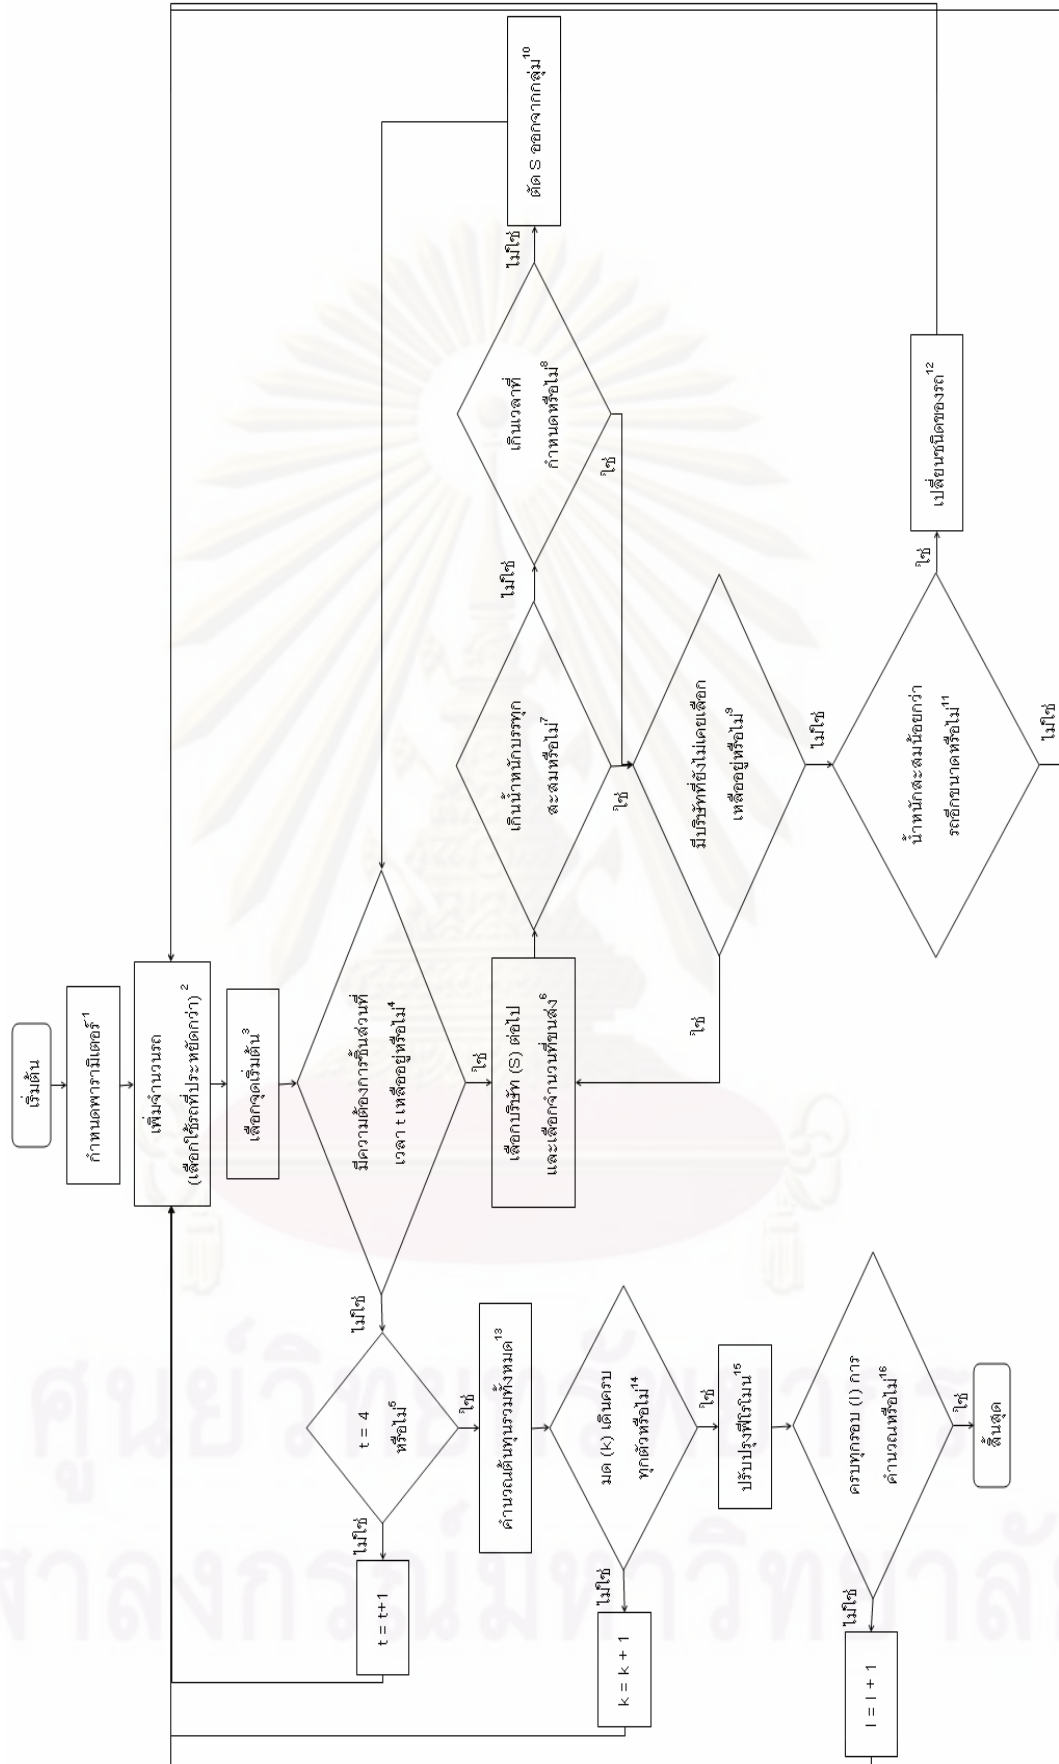 เริ่มต้น
กำหนดพารามิเตอร์1
เพิ่มจำนวนรถ
(เลือกใช้รถที่ประหยัดกว่า) 2
เลือกจุดเริ่มต้น3
มีความต้องการชิ้นส่วนที่
เวลา t เหลืออยู่หรือไม่4
ไม่ใช่
ใช่
t = 4
หรือไม่5
ไม่ใช่
ใช่
t = t+1
เลือกบริษัท (S) ต่อไป
และเลือกจำนวนที่ขนส่ง6
เกินน้ำหนักบรรทุก
สะสมหรือไม่7
ไม่ใช่
ใช่
เกินเวลาที่
กำหนดหรือไม่8
ไม่ใช่
ใช่
ตัด S ออกจากกลุ่ม10
มีบริษัทที่ยังไม่เคยเลือก
เหลืออยู่หรือไม่9
ใช่
ไม่ใช่
น้ำหนักสะสมน้อยกว่า
รถอีกขนาดหรือไม่11
ใช่
ไม่ใช่
เปลี่ยนชนิดของรถ12
คำนวณต้นทุนรวมทั้งหมด13
มด (k) เดินครบ
ทุกตัวหรือไม่14
ไม่ใช่
ใช่
k = k + 1
ปรับปรุงฟีโรโมน15
ครบทุกรอบ (I) การ
คำนวณหรือไม่16
ไม่ใช่
ใช่
I = I + 1
สิ้นสุด